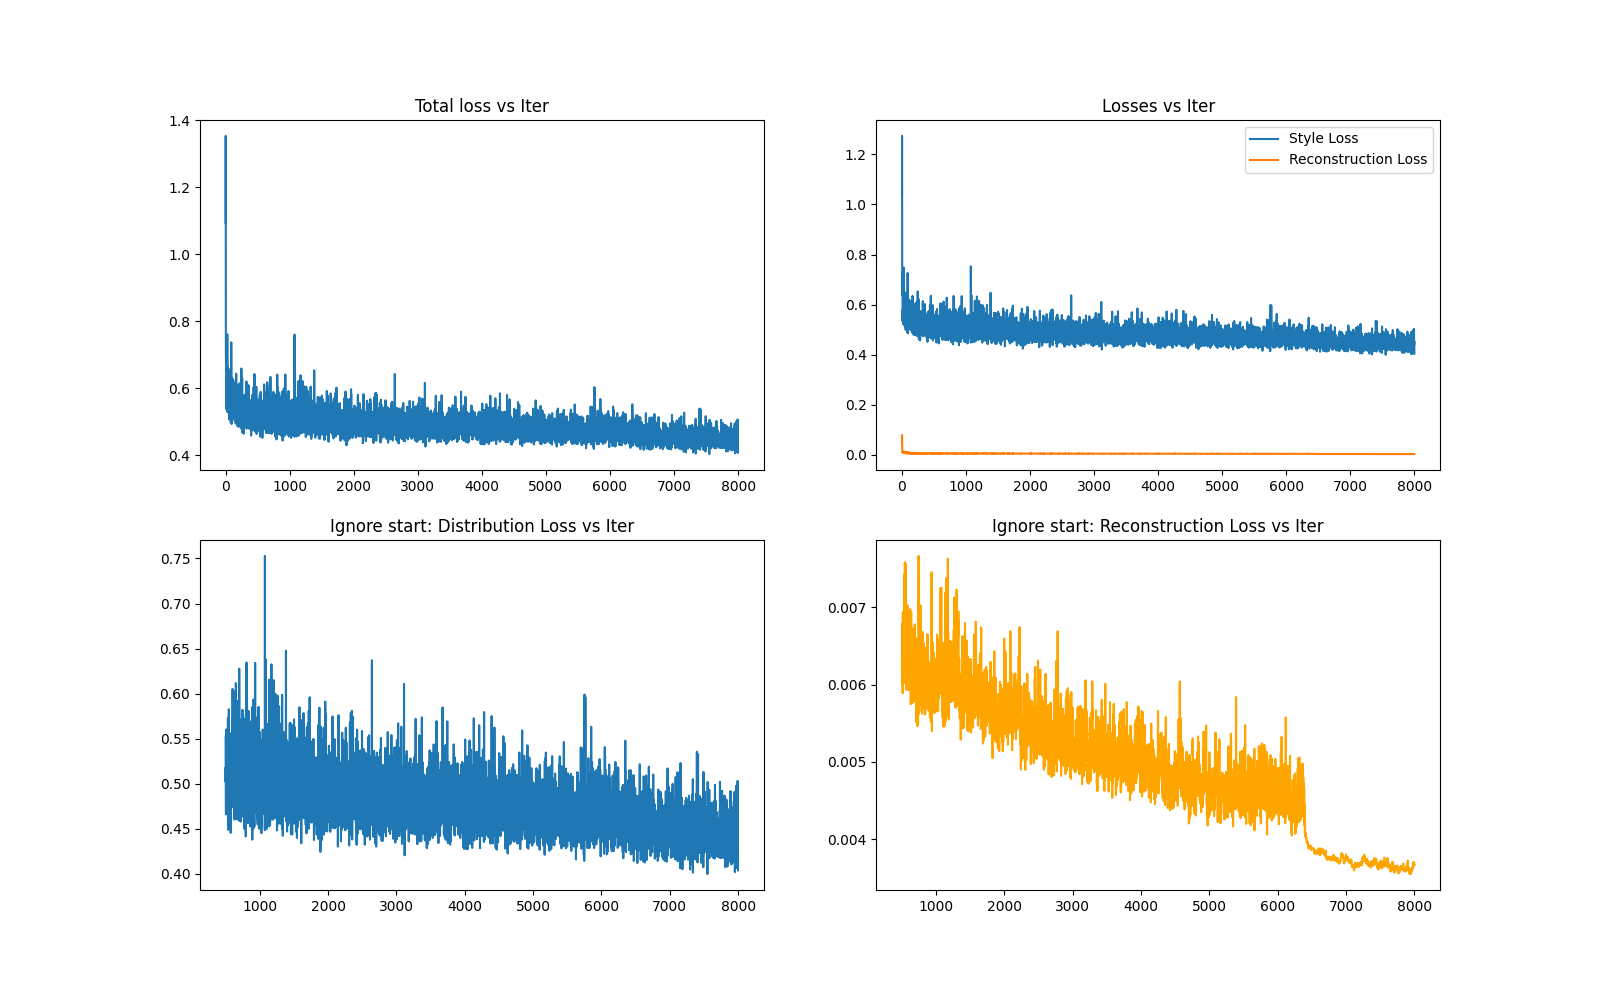 Total loss vs Iter
1.4
1.2
1.0
0.8
0.6
0.4
0 1000 2000 3000 4000 5000 6000 7000 8000
Losses vs Iter
Style Loss
Reconstruction Loss
1.2
1.0
0.8
0.6
0.4
0.2
0.0
0 1000 2000 3000 4000 5000 6000 7000 8000
Ignore start: Distribution Loss vs Iter
0.75
0.70
0.65
0.60
0.55
0.50
0.45
0.40
1000 2000 3000 4000 5000 6000 7000 8000
Ignore start: Reconstruction Loss vs Iter
0.007
0.006
0.005
0.004
1000 2000 3000 4000 5000 6000 7000 8000